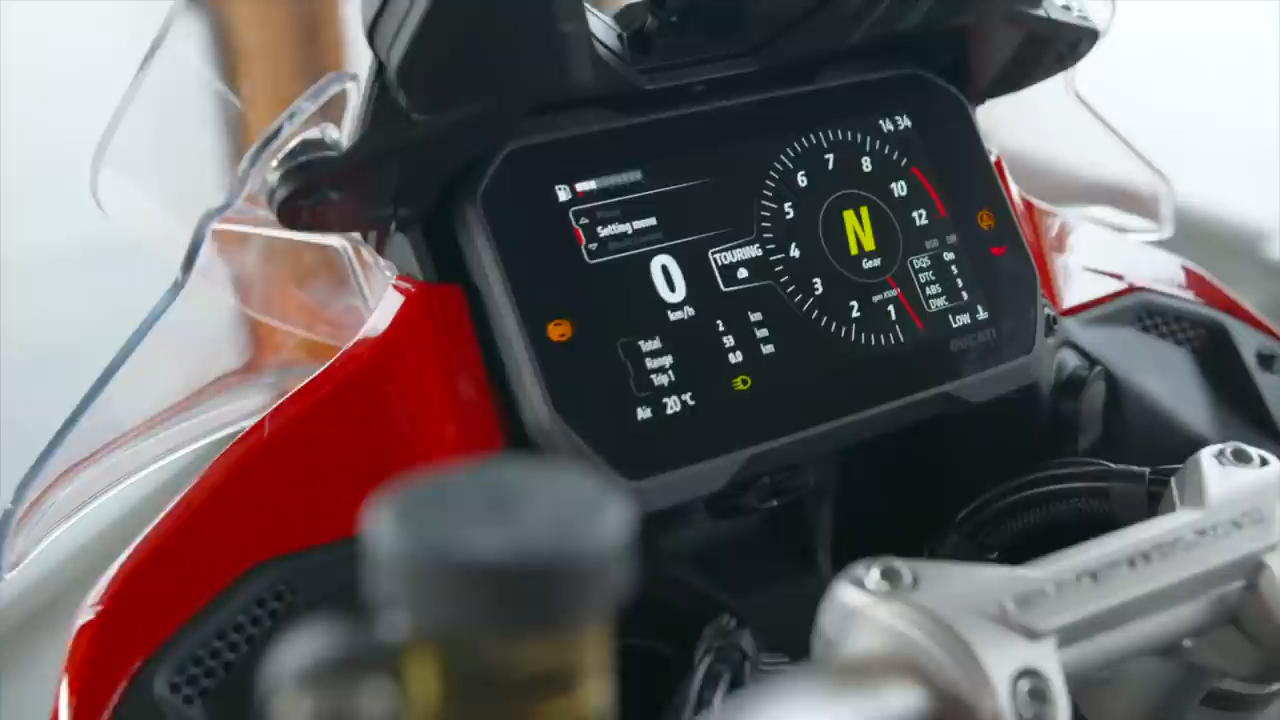 14 34
Setting menu
TOURING
0
km/h
N
Gear
1
2
3
4
5
6
7
8
10
12
Total 2 km
Range 53 km
Trip 1 0.0 km
Air 20 °C
DQS On
DTC 5
ABS 3
DWC 3
Low
DUCATI